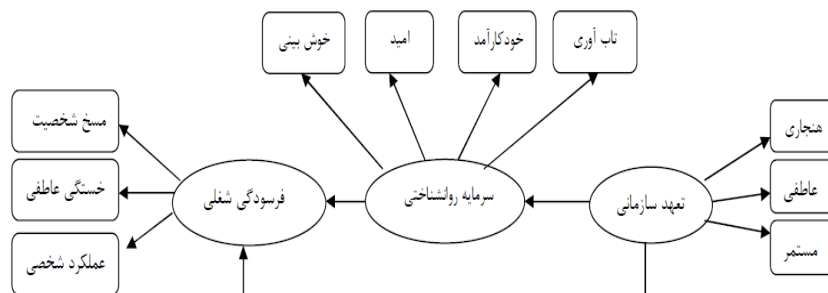 تاب آوری
خودکارآمد
امید
خوش بینی
هنجاری
عاطفی
مستمر
تعهد سازمانی
سرمایه روانشناختی
فرسودگی شغلی
مسخ شخصیت
خستگی عاطفی
عملکرد شخصی